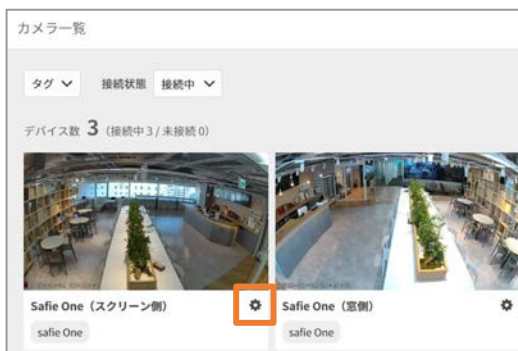 カメラ一覧
タグ 接続状態 接続中
デバイス数 3 (接続中 3 / 未接続 0)
Safie One（スクリーン側） Safie One（窓側）
safie One safie One